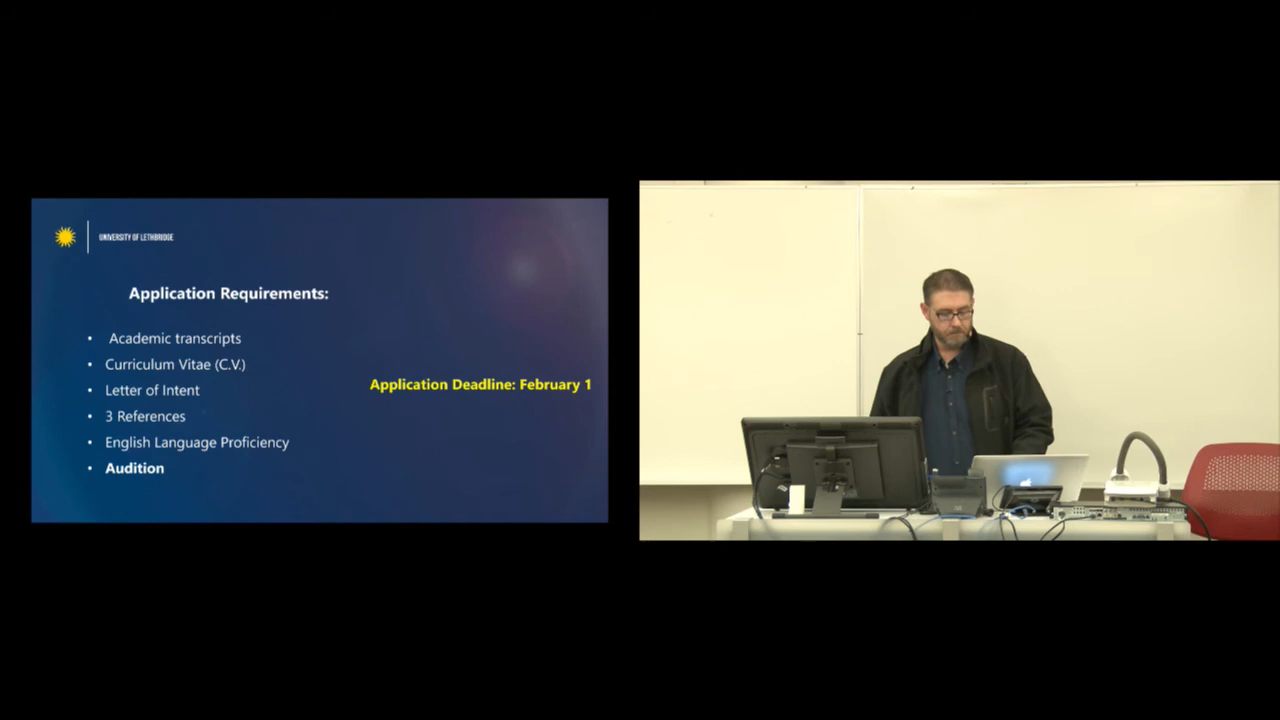 UNIVERSITY OF LETHBRIDGE
Application Requirements:
• Academic transcripts
• Curriculum Vitae (C.V.)
• Letter of Intent
• 3 References
• English Language Proficiency
• Audition
Application Deadline: February 1